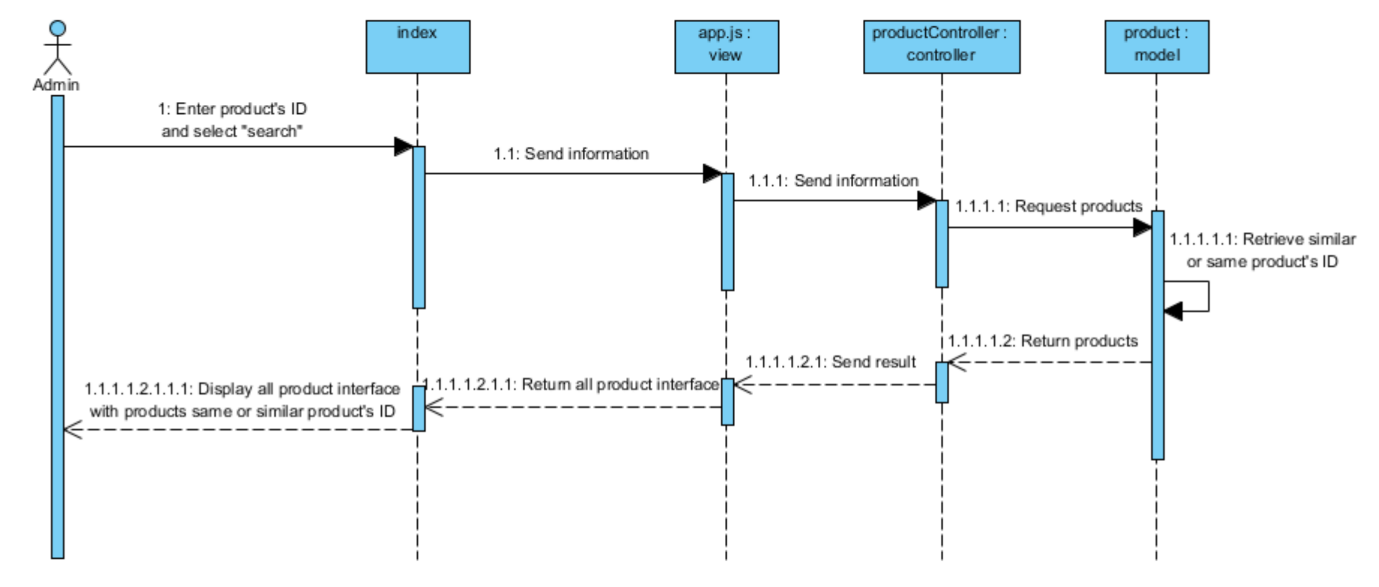 index
app.js :
view
productController :
controller
product :
model
Admin
1: Enter product's ID
and select "search"
1.1: Send information
1.1.1: Send information
1.1.1.1: Request products
1.1.1.1.1: Retrieve similar
or same product's ID
1.1.1.1.2: Return products
1.1.1.1.2.1: Send result
1.1.1.1.2.1.1: Return all product interface
1.1.1.1.2.1.1.1: Display all product interface
with products same or similar product's ID